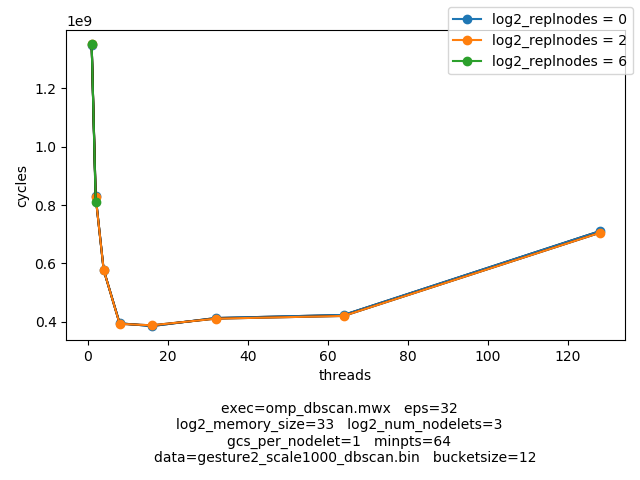 1e9
log2_replnodes = 0
log2_replnodes = 2
log2_replnodes = 6
1.2
1.0
0.8
0.6
0.4
cycles
0 20 40 60 80 100 120
threads
exec=omp_dbscan.mwx eps=32
log2_memory_size=33 log2_num_nodelets=3
gcs_per_nodelet=1 minpts=64
data=gesture2_scale1000_dbscan.bin bucketsize=12